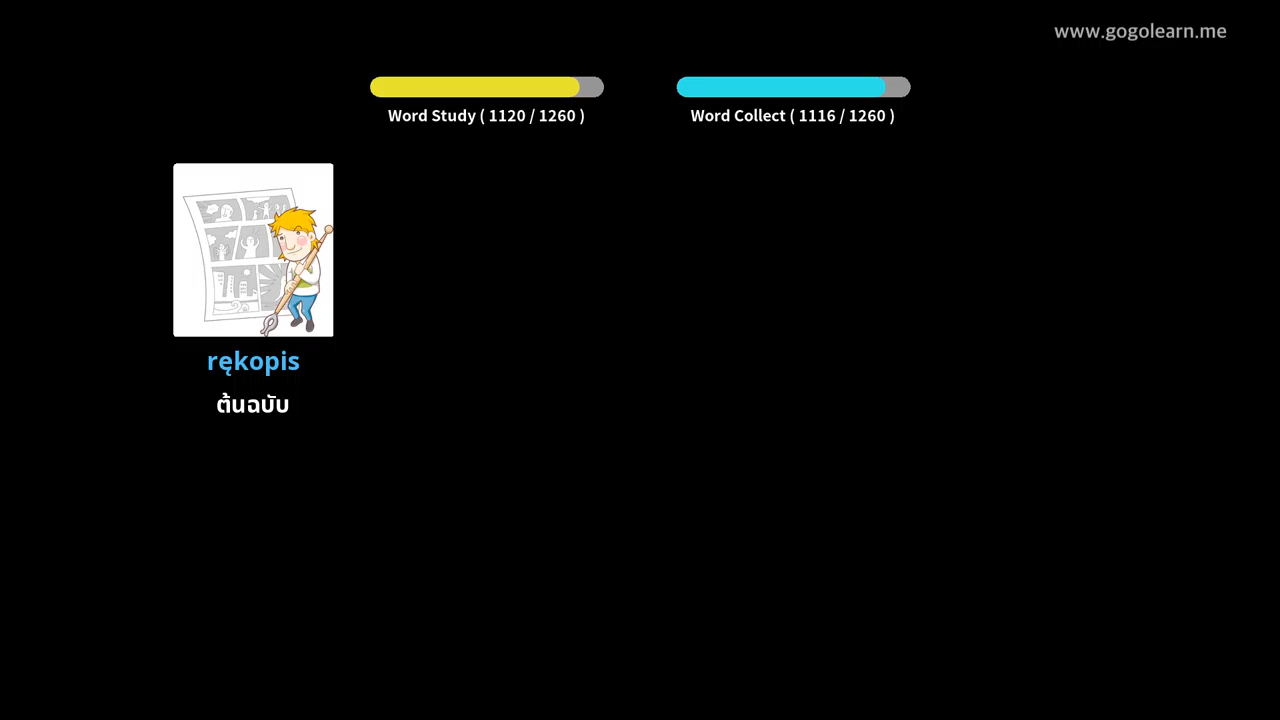 www.gogolearn.me
Word Study ( 1120 / 1260 )
Word Collect ( 1116 / 1260 )
rękopis
ต้นฉบับ